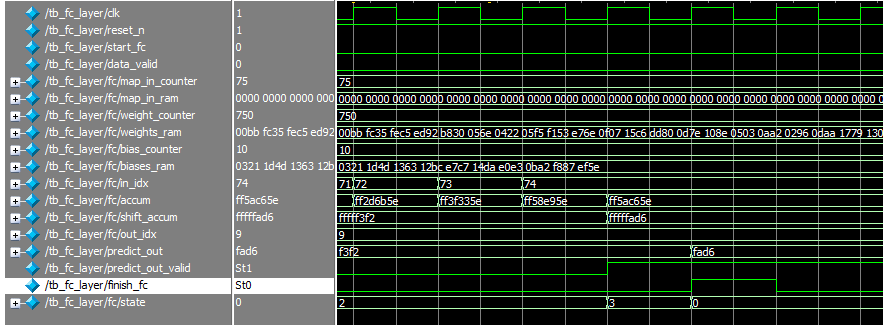 /tb_fc_layer/clk 1
/tb_fc_layer/reset_n 1
/tb_fc_layer/start_fc 0
/tb_fc_layer/data_valid 0
/tb_fc_layer/fc/map_in_counter 75 75
/tb_fc_layer/fc/map_in_ram 0000 0000 0000 000 0000 0000 0000 0000 0000 0000 0000 0000 0000 0000 0000 0000 0000 0000 0000 0000 0000
/tb_fc_layer/fc/weight_counter 750 750
/tb_fc_layer/fc/weights_ram 00bb fc35 fec5 ed92 00bb fc35 fec5 ed92 b830 056e 0422 05f5 f153 e76e 0f07 15c6 dd80 0d7e 108e 0503 0aa2 0296 0daa 1779 130
/tb_fc_layer/fc/bias_counter 10 10
/tb_fc_layer/fc/biases_ram 0321 1d4d 1363 12b 0321 1d4d 1363 12bc e7c7 14da e0e3 0ba2 f887 ef5e
/tb_fc_layer/fc/in_idx 74 71 72 73 74
/tb_fc_layer/fc/accum ff5ac65e ff2d6b5e ff3f335e ff58e95e ff5ac65e
/tb_fc_layer/fc/shift_accum fffffad6 fffff3f2 fffffad6
/tb_fc_layer/fc/out_idx 9 9
/tb_fc_layer/predict_out fad6 f3f2 fad6
/tb_fc_layer/predict_out_valid St1
/tb_fc_layer/finish_fc St0
/tb_fc_layer/fc/state 0 2 3 0